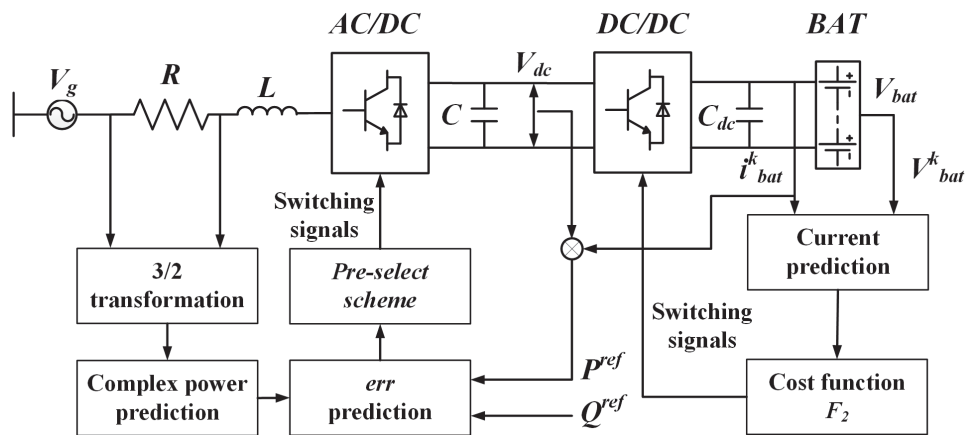 AC/DC
DC/DC
BAT
V_g
R
L
V_dc
C
C_dc
V_bat
i^k_bat
V^k_bat
Switching
signals
3/2
transformation
Pre-select
scheme
Current
prediction
Switching
signals
Complex power
prediction
err
prediction
P^ref
Q^ref
Cost function
F_2